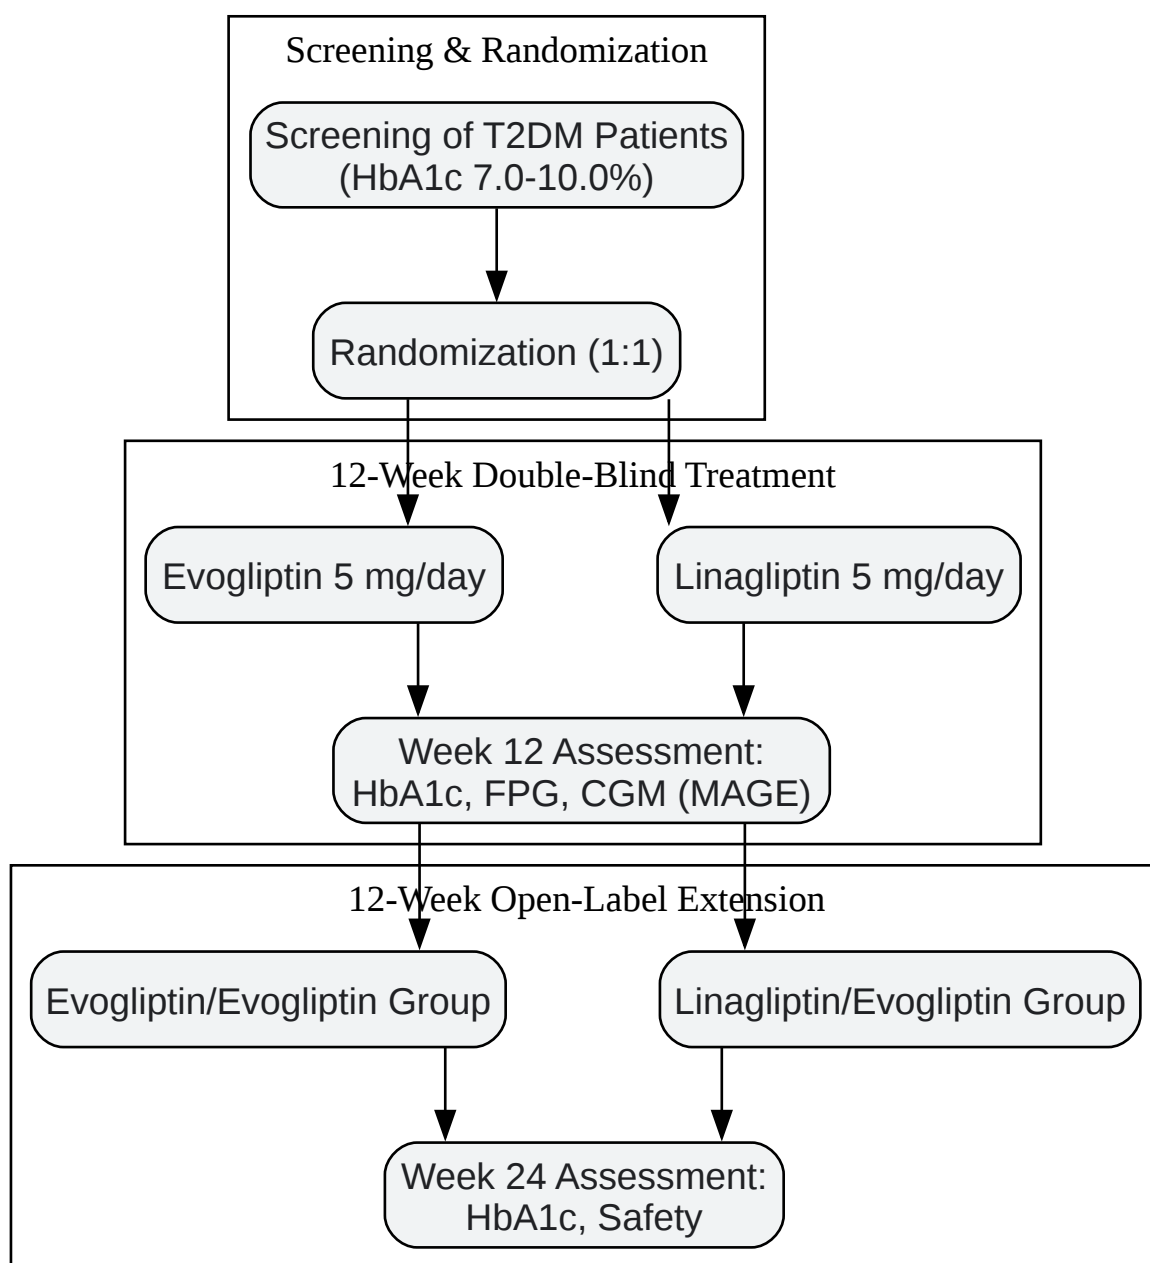 Screening & Randomization
Screening of T2DM Patients
(HbA1c 7.0-10.0%)
Randomization (1:1)
12-Week Double-Blind Treatment
Evogliptin 5 mg/day
Linagliptin 5 mg/day
Week 12 Assessment:
HbA1c, FPG, CGM (MAGE)
12-Week Open-Label Extension
Evogliptin/Evogliptin Group
Linagliptin/Evogliptin Group
Week 24 Assessment:
HbA1c, Safety